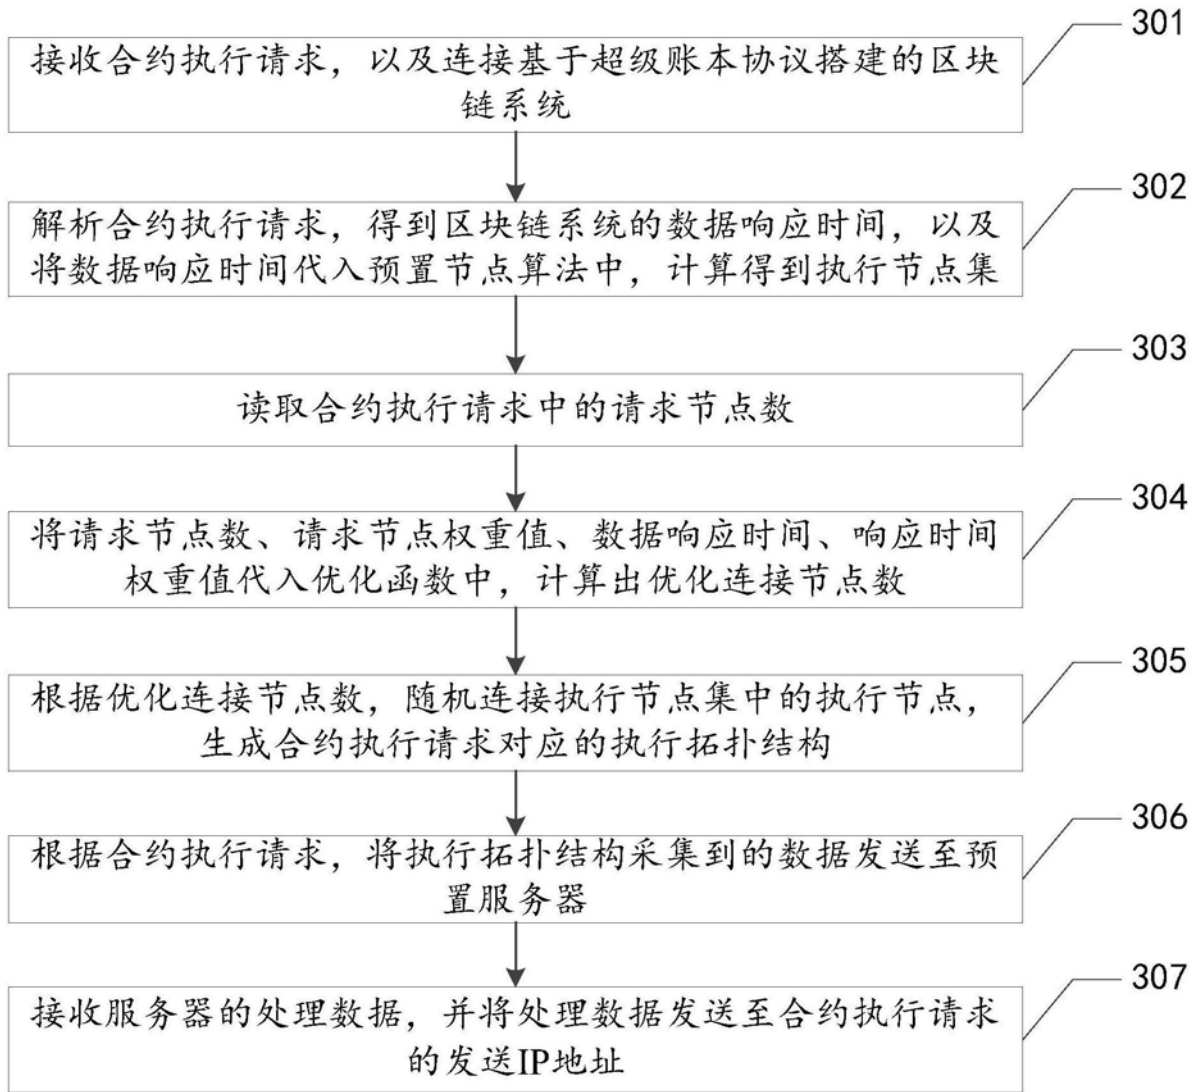 301
接收合约执行请求，以及连接基于超级账本协议搭建的区块
链系统
302
解析合约执行请求，得到区块链系统的数据响应时间，以及
将数据响应时间代入预置节点算法中，计算得到执行节点集
303
读取合约执行请求中的请求节点数
304
将请求节点数、请求节点权重值、数据响应时间、响应时间
权重值代入优化函数中，计算出优化连接节点数
305
根据优化连接节点数，随机连接执行节点集中的执行节点，
生成合约执行请求对应的执行拓扑结构
306
根据合约执行请求，将执行拓扑结构采集到的数据发送至预
置服务器
307
接收服务器的处理数据，并将处理数据发送至合约执行请求
的发送IP地址